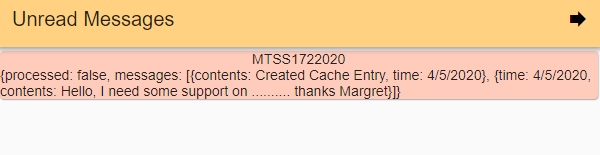 Unread Messages
MTSS1722020
{processed: false, messages: [{contents: Created Cache Entry, time: 4/5/2020}, {time: 4/5/2020,
contents: Hello, I need some support on .......... thanks Margret}]}